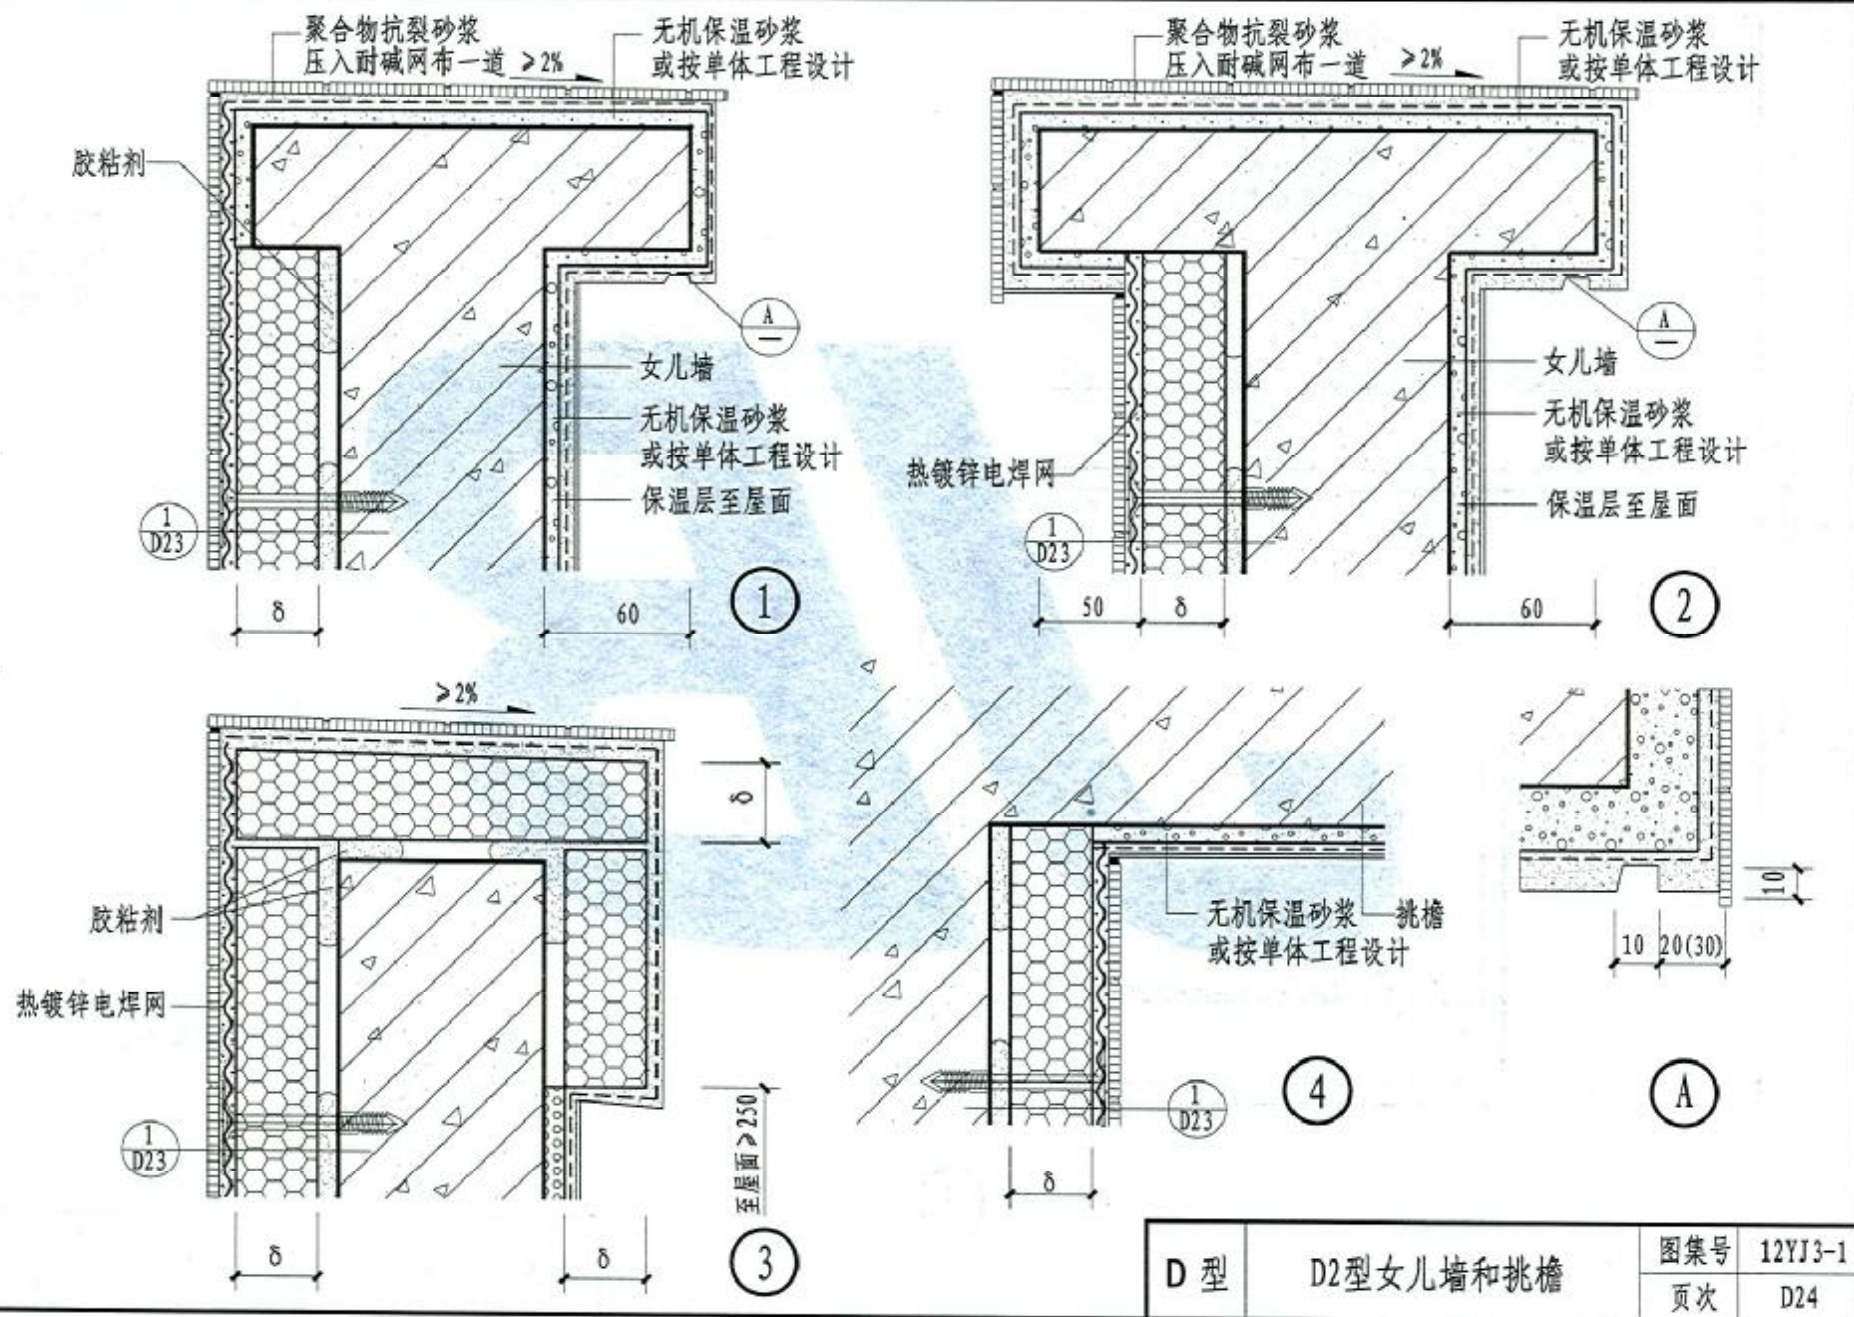 聚合物抗裂砂浆
压入耐碱网布一道 ≥2%
无机保温砂浆
或按单体工程设计
胶粘剂
A
女儿墙
无机保温砂浆
或按单体工程设计
保温层至屋面
1
D23
δ
60
1
聚合物抗裂砂浆
压入耐碱网布一道 ≥2%
无机保温砂浆
或按单体工程设计
A
女儿墙
无机保温砂浆
或按单体工程设计
热镀锌电焊网
保温层至屋面
1
D23
50
δ
60
2
≥2%
δ
胶粘剂
热镀锌电焊网
1
D23
至屋面≥250
δ
δ
3
无机保温砂浆
或按单体工程设计
挑檐
1
D23
δ
4
10
10
20(30)
A
D型
D2型女儿墙和挑檐
图集号
12YJ3-1
页次
D24